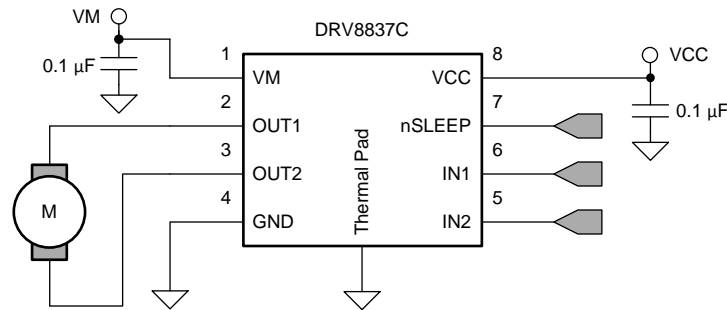 VM
DRV8837C
0.1 µF
1
VM
VCC
8
VCC
0.1 µF
2
OUT1
nSLEEP
7
3
OUT2
IN1
6
4
GND
IN2
5
Thermal Pad
M